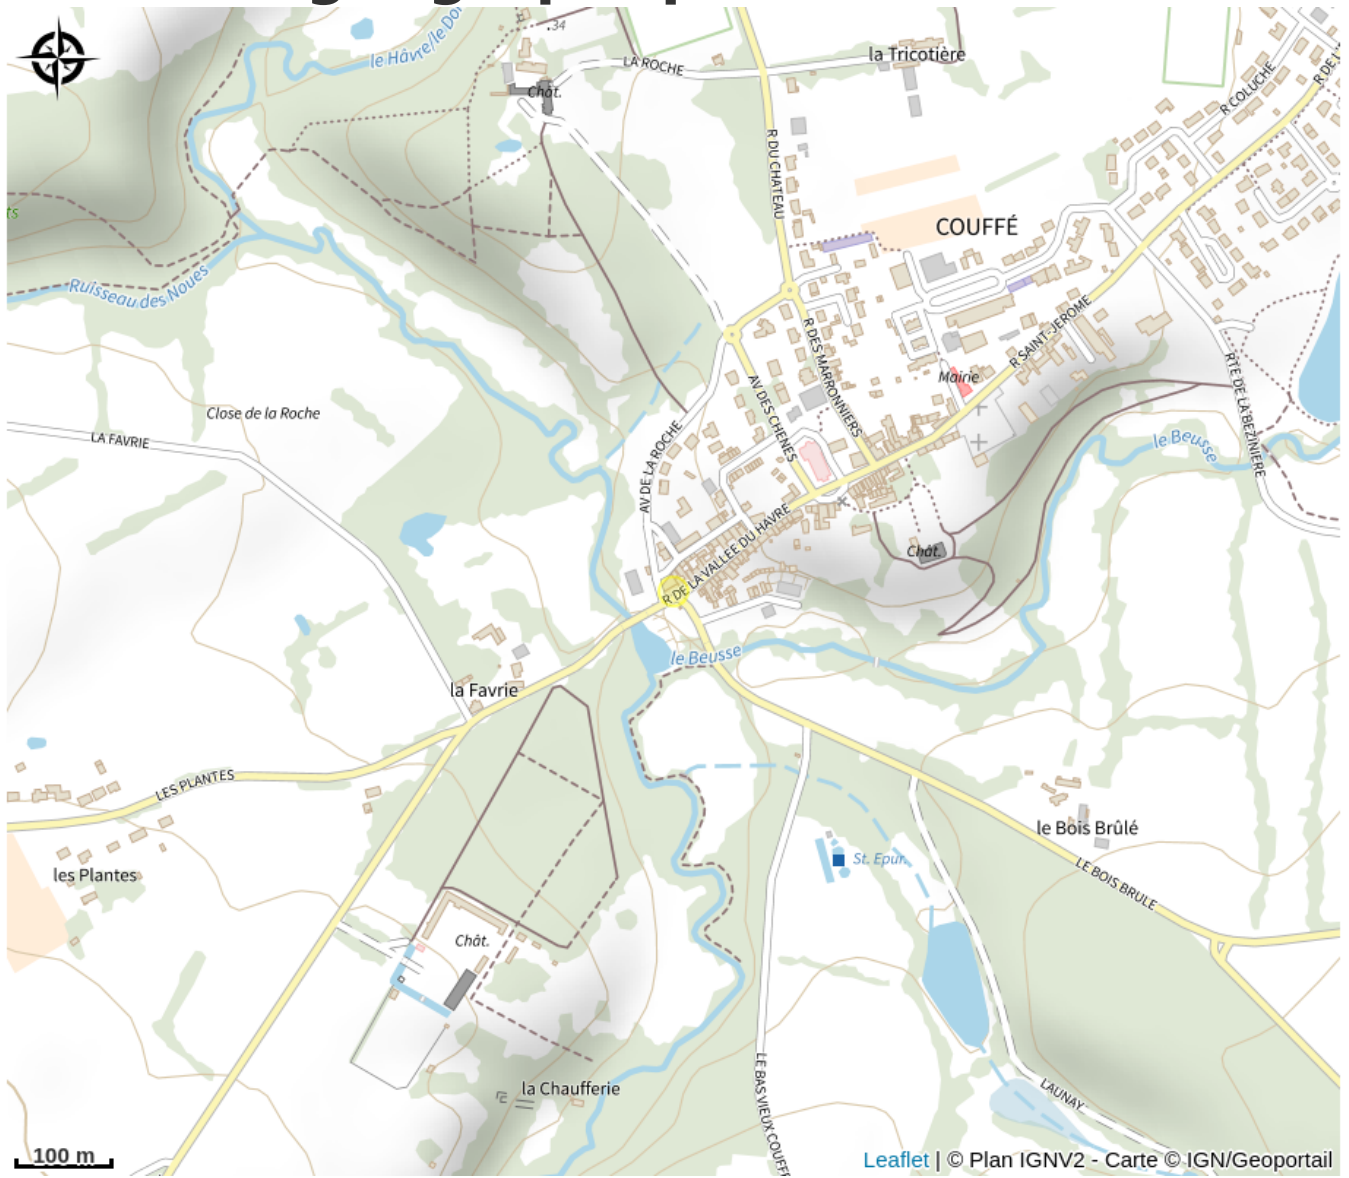 34
le Hâvre/le Do
LA ROCHE
la Tricotière
Chât.
R COLUCHE
R DE
R DU CHATEAU
ts
COUFFÉ
Ruisseau des Noues
R DES MARRONNIERS
R SAINT-JEROME
Mairie
AV DES CHENES
RTE DE LA BEZINIERE
Close de la Roche
LA FAVRIE
AV DE LA ROCHE
le Beusse
R DE LA VALLEE DU HAVRE
Chât.
le Beusse
la Favrie
LES PLANTES
les Plantes
le Bois Brûlé
St. Epur.
LE BOIS BRULE
Chât.
la Chaufferie
LE BAS VIEUX COUFFE
LAUNAY
100 m
Leaflet | © Plan IGNV2 - Carte © IGN/Geoportail